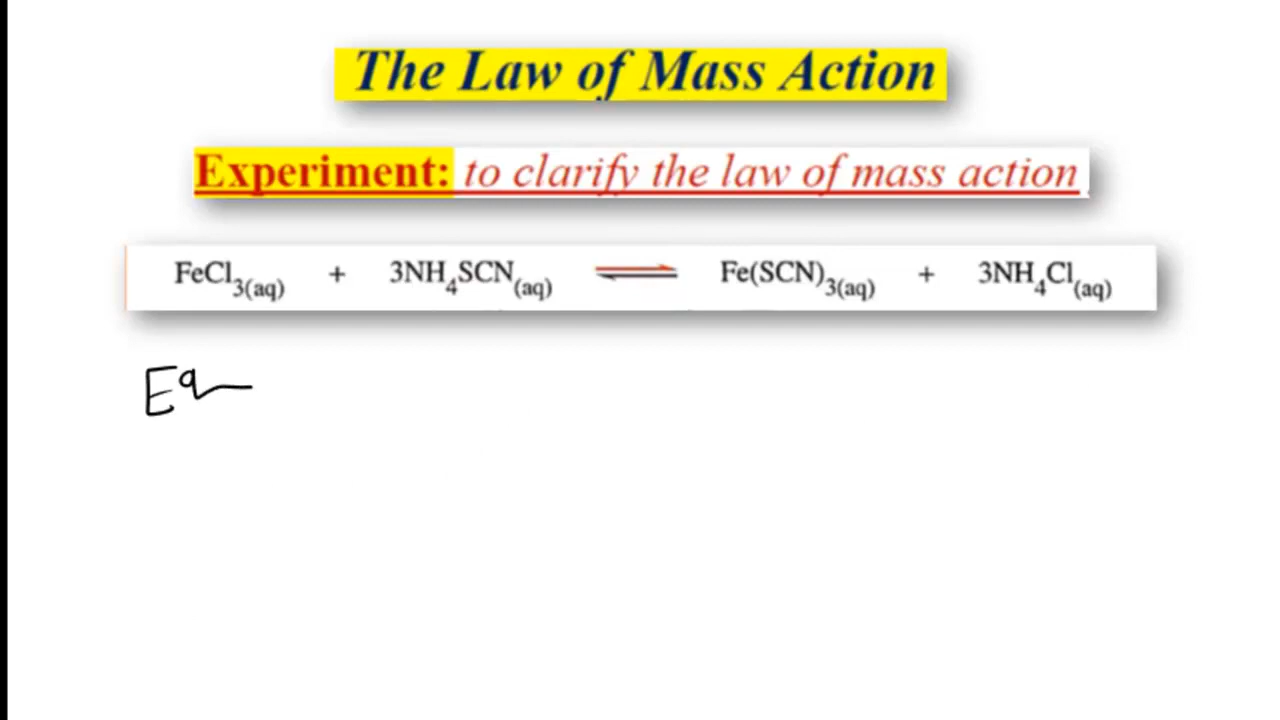 The Law of Mass Action
Experiment: to clarify the law of mass action
FeCl3(aq) + 3NH4SCN(aq) ⇌ Fe(SCN)3(aq) + 3NH4Cl(aq)
Eq